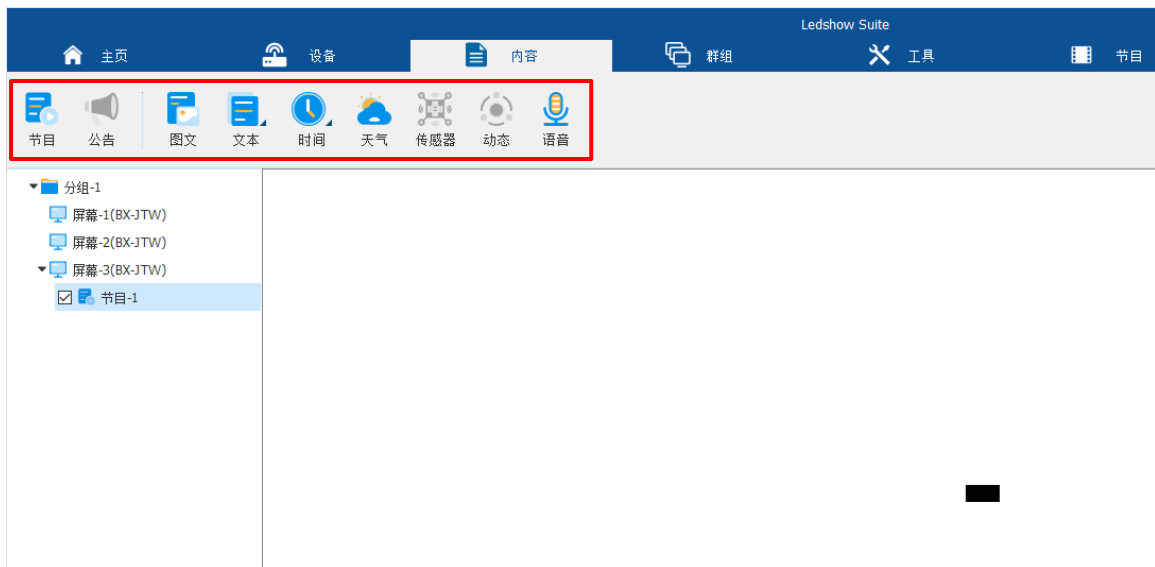 Ledshow Suite
主页 设备 内容 群组 工具 节目
节目 公告 图文 文本 时间 天气 传感器 动态 语音
分组-1
屏幕-1(BX-JTW)
屏幕-2(BX-JTW)
屏幕-3(BX-JTW)
节目-1